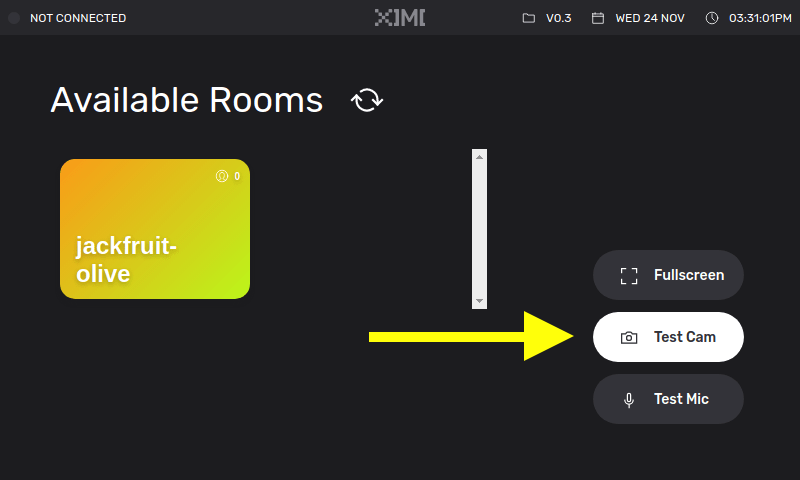 NOT CONNECTED
XIMI
V0.3
WED 24 NOV
03:31:01PM
Available Rooms
0
jackfruit-
olive
Fullscreen
Test Cam
Test Mic